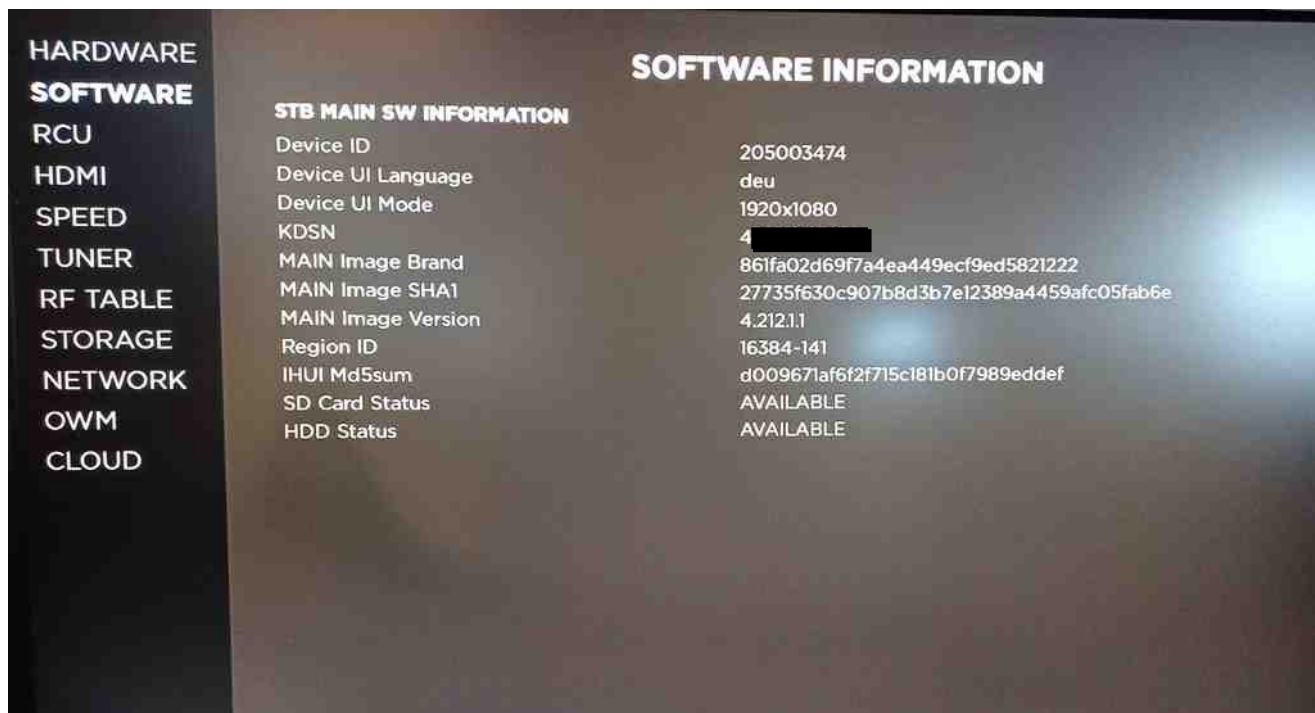 HARDWARE
SOFTWARE
RCU
HDMI
SPEED
TUNER
RF TABLE
STORAGE
NETWORK
OWM
CLOUD
SOFTWARE INFORMATION
STB MAIN SW INFORMATION
Device ID 205003474
Device UI Language deu
Device UI Mode 1920x1080
KDSN 4
MAIN Image Brand 861fa02d69f7a4ea449ecf9ed5821222
MAIN Image SHA1 27735f630c907b8d3b7e12389a4459afc05fab6e
MAIN Image Version 4.212.1.1
Region ID 16384-141
IHUI Md5sum d009671af6f2f715c181b0f7989eddef
SD Card Status AVAILABLE
HDD Status AVAILABLE